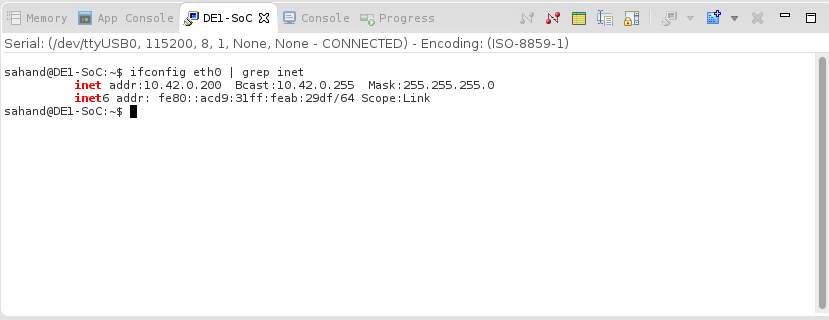 Memory App Console DE1-SoC Console Progress
Serial: (/dev/ttyUSB0, 115200, 8, 1, None, None - CONNECTED) - Encoding: (ISO-8859-1)
sahand@DE1-SoC:~$ ifconfig eth0 | grep inet
inet addr:10.42.0.200  Bcast:10.42.0.255  Mask:255.255.255.0
inet6 addr: fe80::acd9:31ff:feab:29df/64 Scope:Link
sahand@DE1-SoC:~$